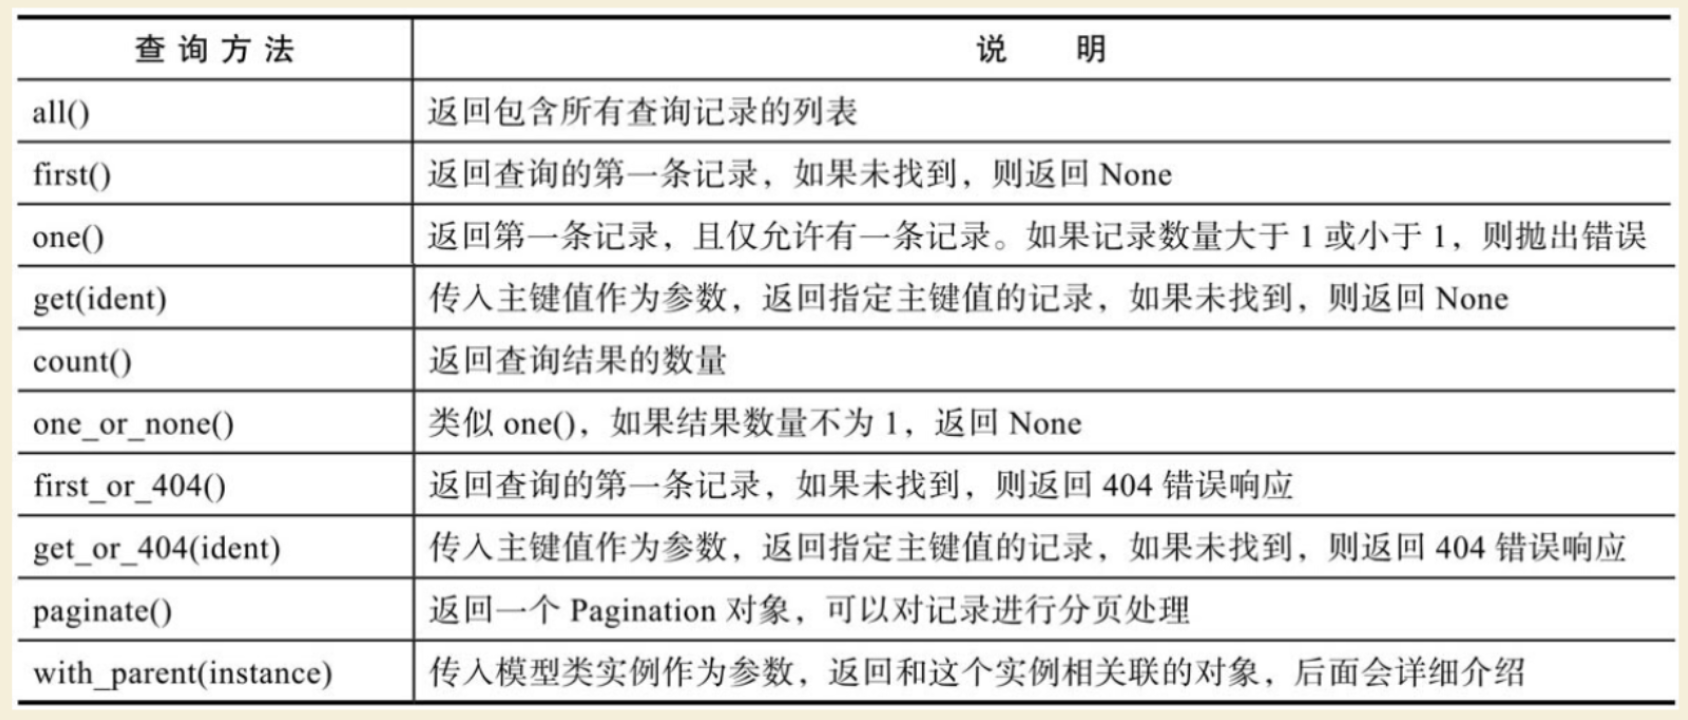 查询方法 说 明
all() 返回包含所有查询记录的列表
first() 返回查询的第一条记录，如果未找到，则返回 None
one() 返回第一条记录，且仅允许有一条记录。如果记录数量大于 1 或小于 1，则抛出错误
get(ident) 传入主键值作为参数，返回指定主键值的记录，如果未找到，则返回 None
count() 返回查询结果的数量
one_or_none() 类似 one()，如果结果数量不为 1，返回 None
first_or_404() 返回查询的第一条记录，如果未找到，则返回 404 错误响应
get_or_404(ident) 传入主键值作为参数，返回指定主键值的记录，如果未找到，则返回 404 错误响应
paginate() 返回一个 Pagination 对象，可以对记录进行分页处理
with_parent(instance) 传入模型类实例作为参数，返回和这个实例相关联的对象，后面会详细介绍